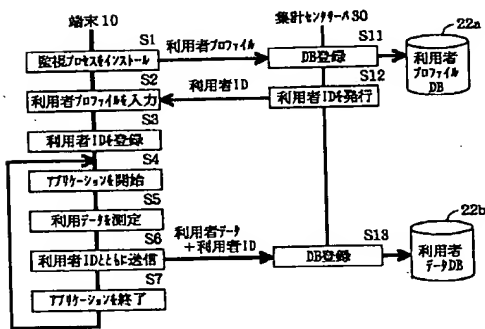 端末10
集計センタサーバ30
S1
監視プロセスをインストール
利用者プロファイル
S11
DB登録
22a
利用者
プロファイル
DB
S2
利用者プロファイルを入力
利用者ID
S12
利用者IDを発行
S3
利用者IDを登録
S4
アプリケーションを開始
S5
利用データを測定
S6
利用者IDとともに送信
利用者データ
+利用者ID
S13
DB登録
22b
利用者
データDB
S7
アプリケーションを終了